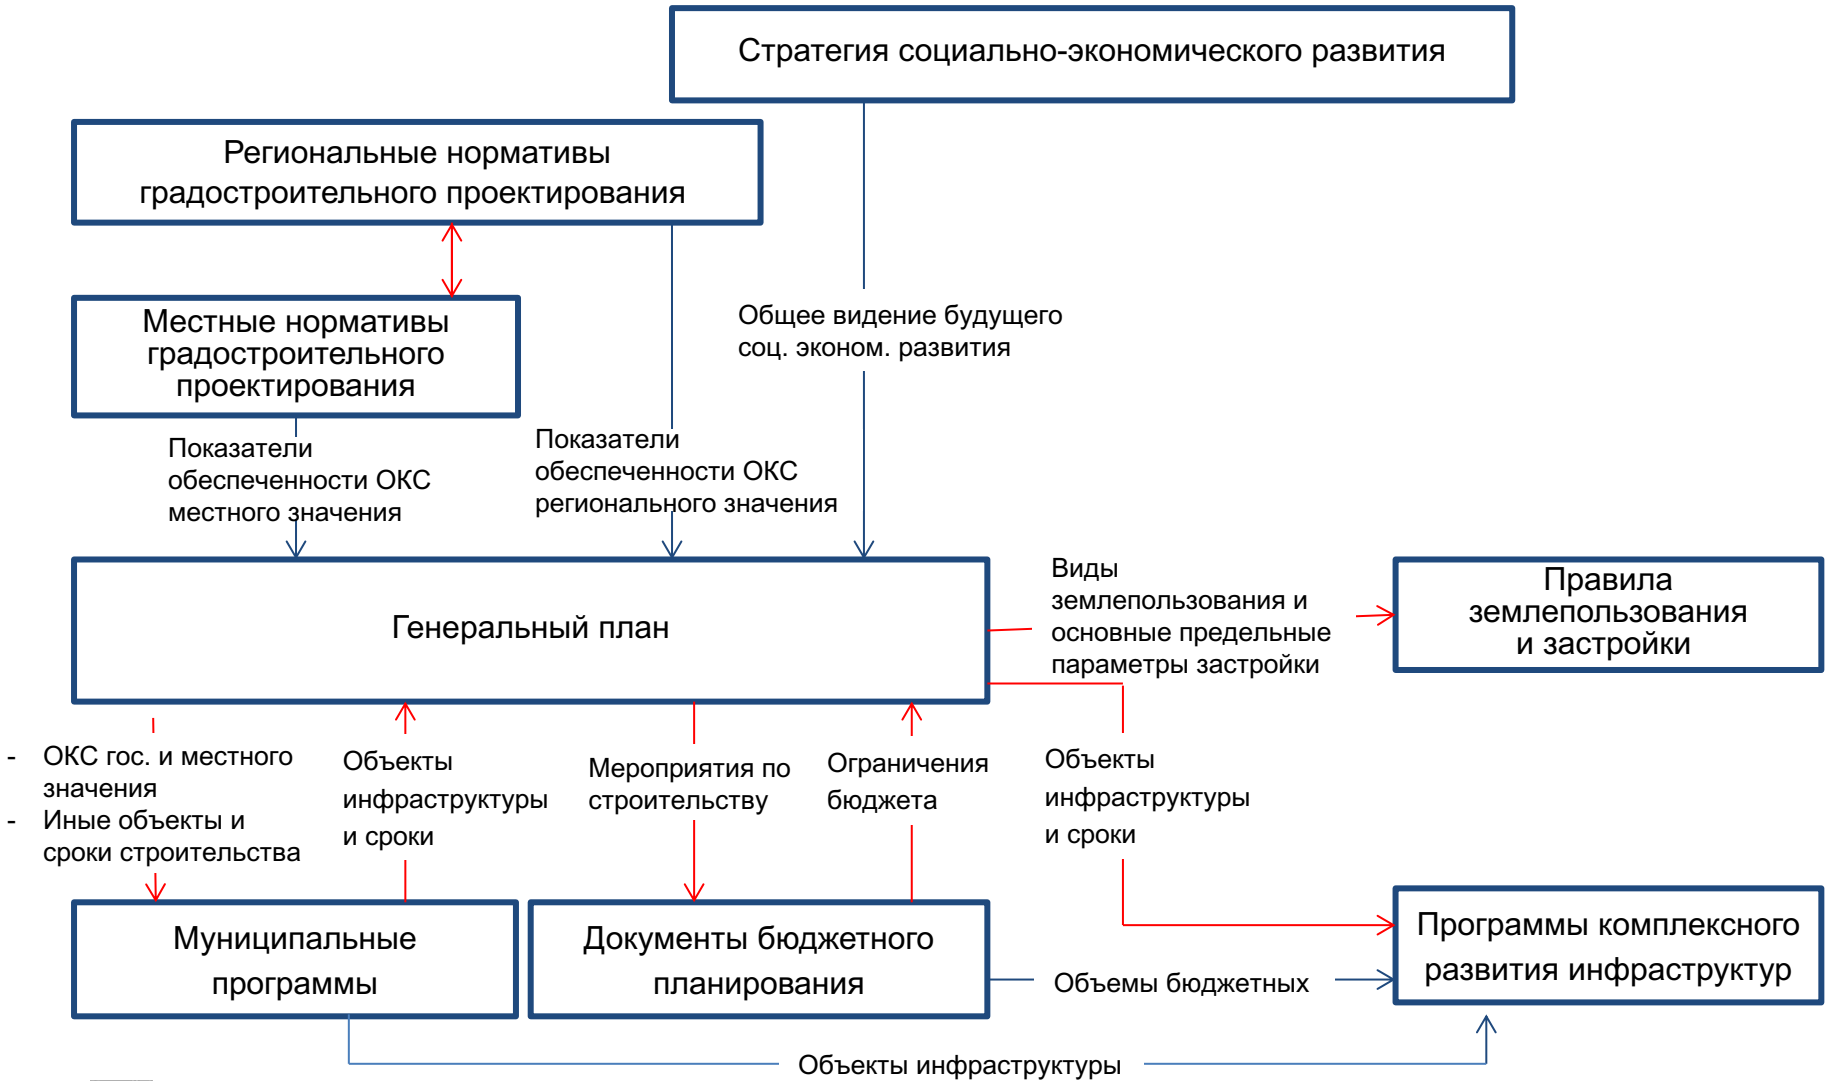 Стратегия социально-экономического развития
Региональные нормативы
градостроительного проектирования
Местные нормативы
градостроительного
проектирования
Общее видение будущего
соц. эконом. развития
Показатели
обеспеченности ОКС
местного значения
Показатели
обеспеченности ОКС
регионального значения
Генеральный план
Виды
землепользования и
основные предельные
параметры застройки
Правила
землепользования
и застройки
- ОКС гос. и местного
значения
- Иные объекты и
сроки строительства
Объекты
инфраструктуры
и сроки
Мероприятия по
строительству
Ограничения
бюджета
Объекты
инфраструктуры
и сроки
Муниципальные
программы
Документы бюджетного
планирования
Объемы бюджетных
Программы комплексного
развития инфраструктур
Объекты инфраструктуры